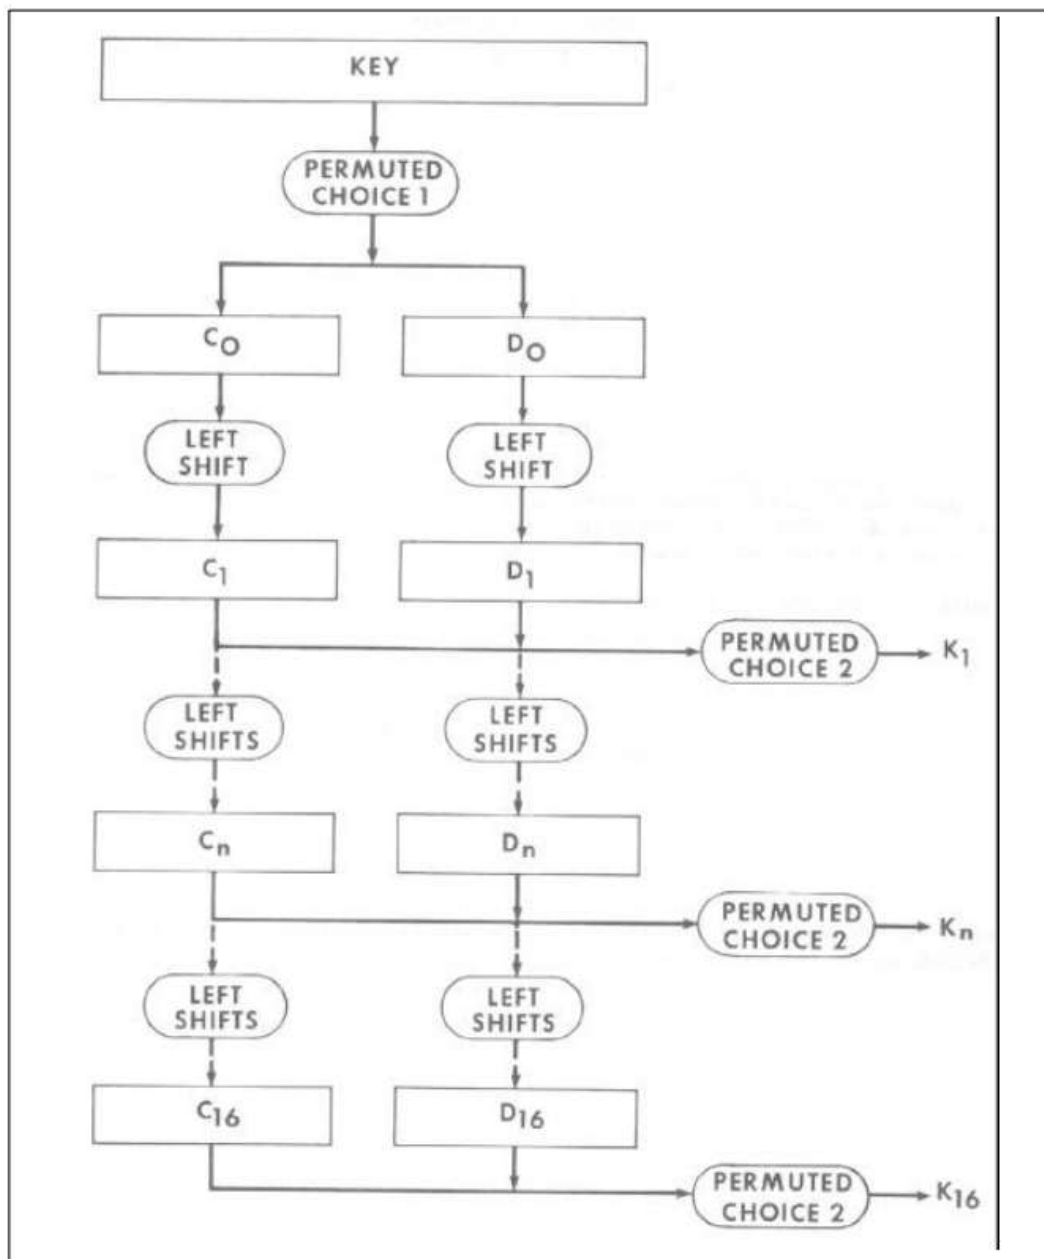 KEY
PERMUTED
CHOICE 1
C0
D0
LEFT
SHIFT
LEFT
SHIFT
C1
D1
PERMUTED
CHOICE 2
K1
LEFT
SHIFTS
LEFT
SHIFTS
Cn
Dn
PERMUTED
CHOICE 2
Kn
LEFT
SHIFTS
LEFT
SHIFTS
C16
D16
PERMUTED
CHOICE 2
K16